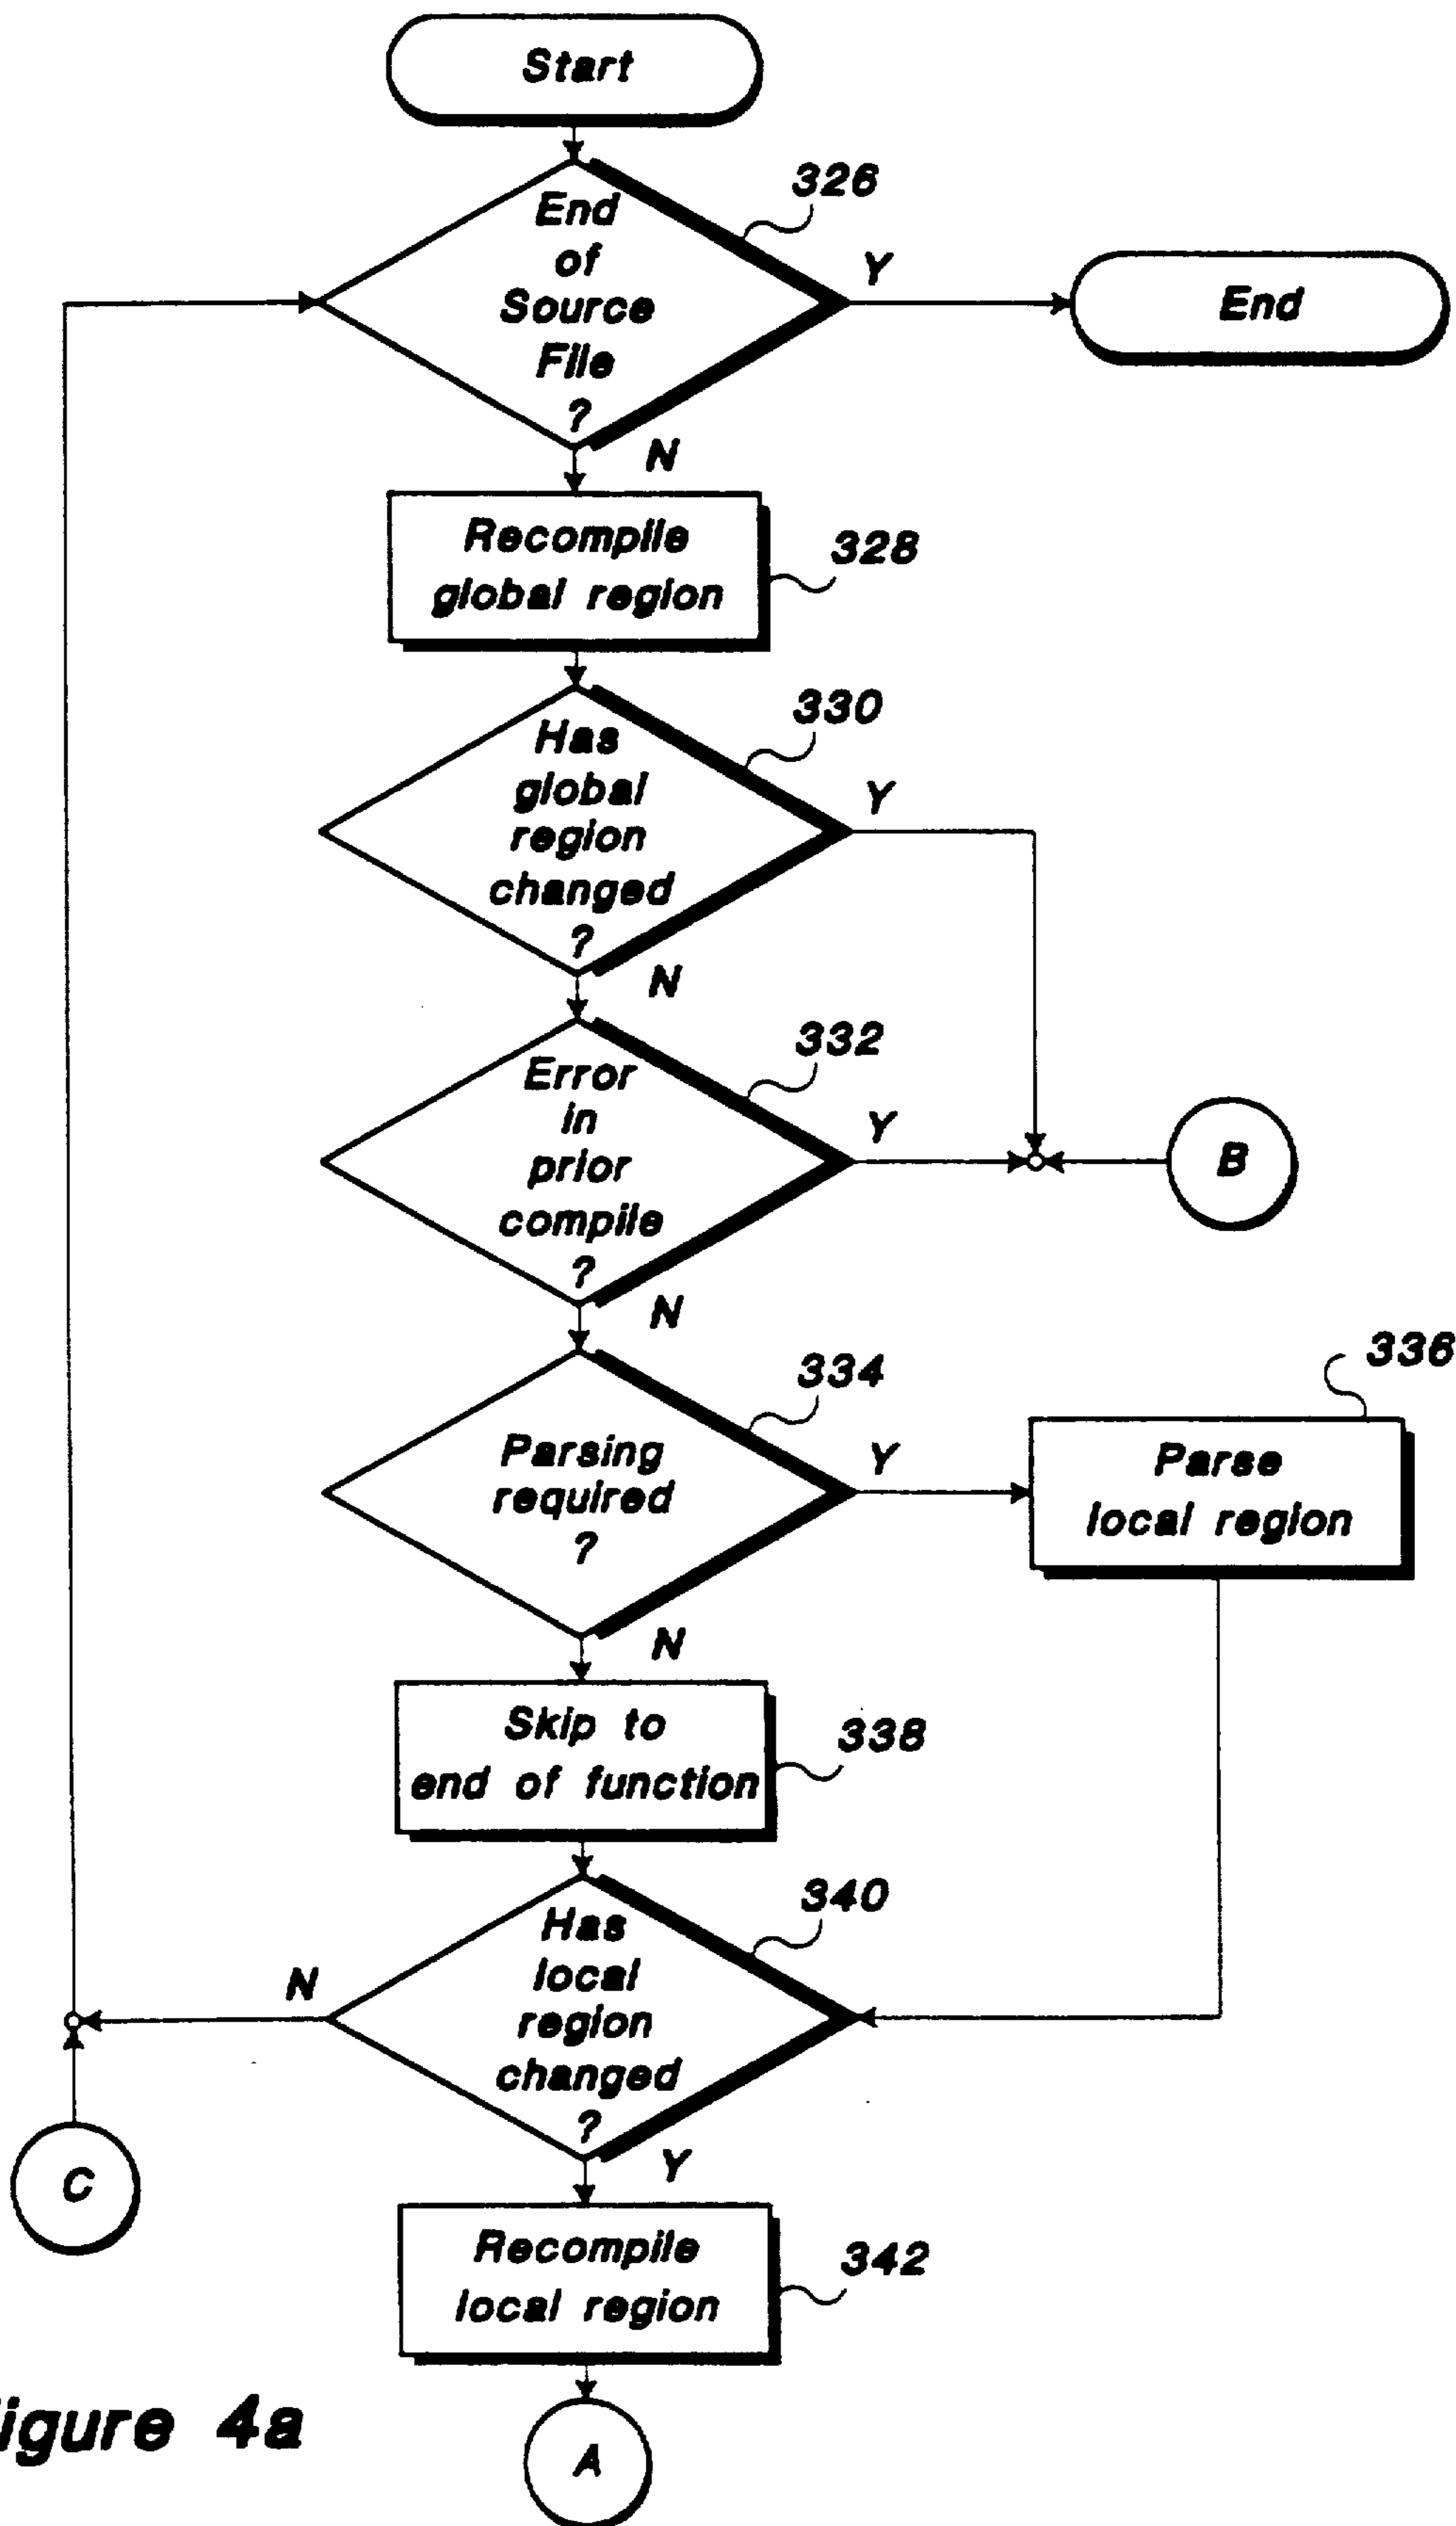 Start
326
End
of
Source
File
?
Y
End
N
Recompile
global region
328
330
Has
global
region
changed
?
Y
N
332
Error
in
prior
compile
?
Y
B
N
334
336
Parsing
required
?
Y
Parse
local region
N
Skip to
end of function
338
340
Has
local
region
changed
?
N
Y
C
Recompile
local region
342
igure 4a
A